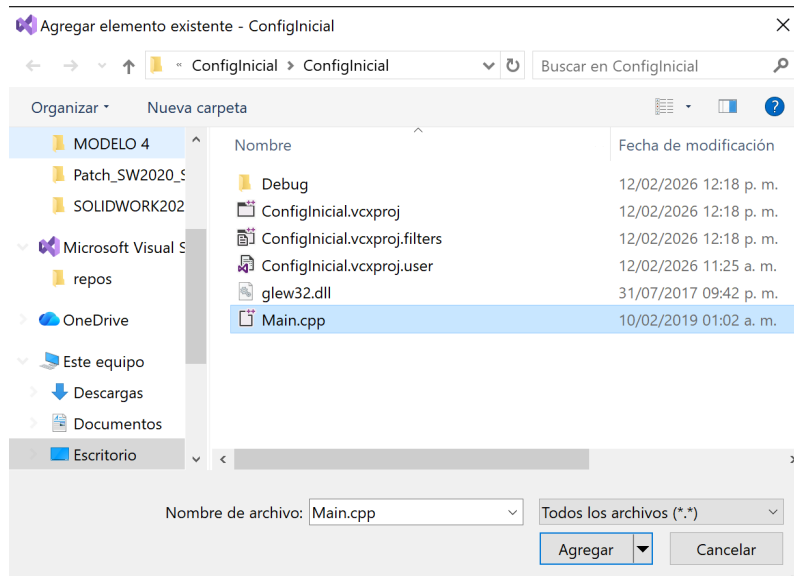 Agregar elemento existente - ConfigInicial
« ConfigInicial > ConfigInicial
Buscar en ConfigInicial
Organizar
Nueva carpeta
MODELO 4
Patch_SW2020_S
SOLIDWORK202
Microsoft Visual S
repos
OneDrive
Este equipo
Descargas
Documentos
Escritorio
Nombre
Fecha de modificación
Debug
12/02/2026 12:18 p. m.
ConfigInicial.vcxproj
12/02/2026 12:18 p. m.
ConfigInicial.vcxproj.filters
12/02/2026 12:18 p. m.
ConfigInicial.vcxproj.user
12/02/2026 11:25 a. m.
glew32.dll
31/07/2017 09:42 p. m.
Main.cpp
10/02/2019 01:02 a. m.
Nombre de archivo: Main.cpp
Todos los archivos (*.*)
Agregar
Cancelar